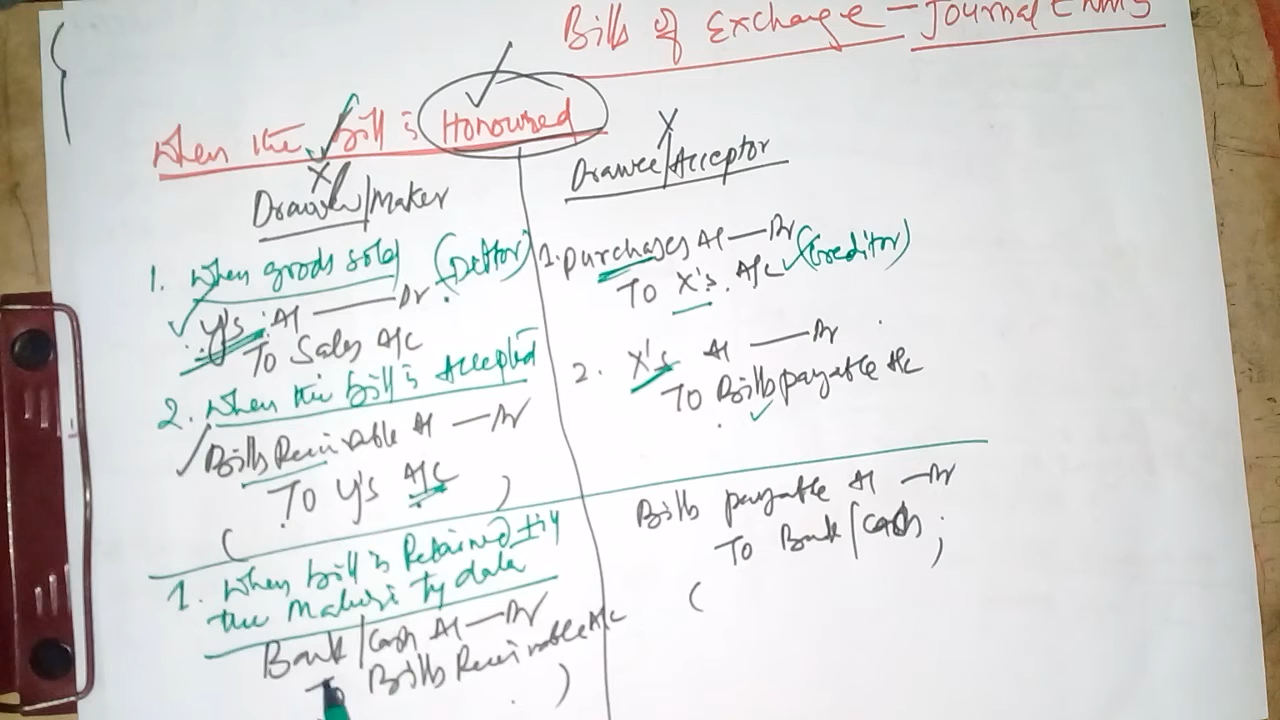 Bills of Exchange - Journal Entries
When the bill is Honoured
X
Drawer/Maker
1. When goods sold (Debtor)
Y's A/c — Dr
To Sales A/c
2. When the bill is Accepted
Bills Receivable A/c — Dr
To Y's A/c
( )
1. When bill is Retained till
the Maturity date
Bank/Cash A/c — Dr
Bills Receivable A/c
)
Y
Drawee/Acceptor
1. Purchases A/c — Dr
To X's A/c (Creditor)
2. X's A/c — Dr
To Bills payable A/c
Bills payable A/c — Dr
To Bank/Cash
( )